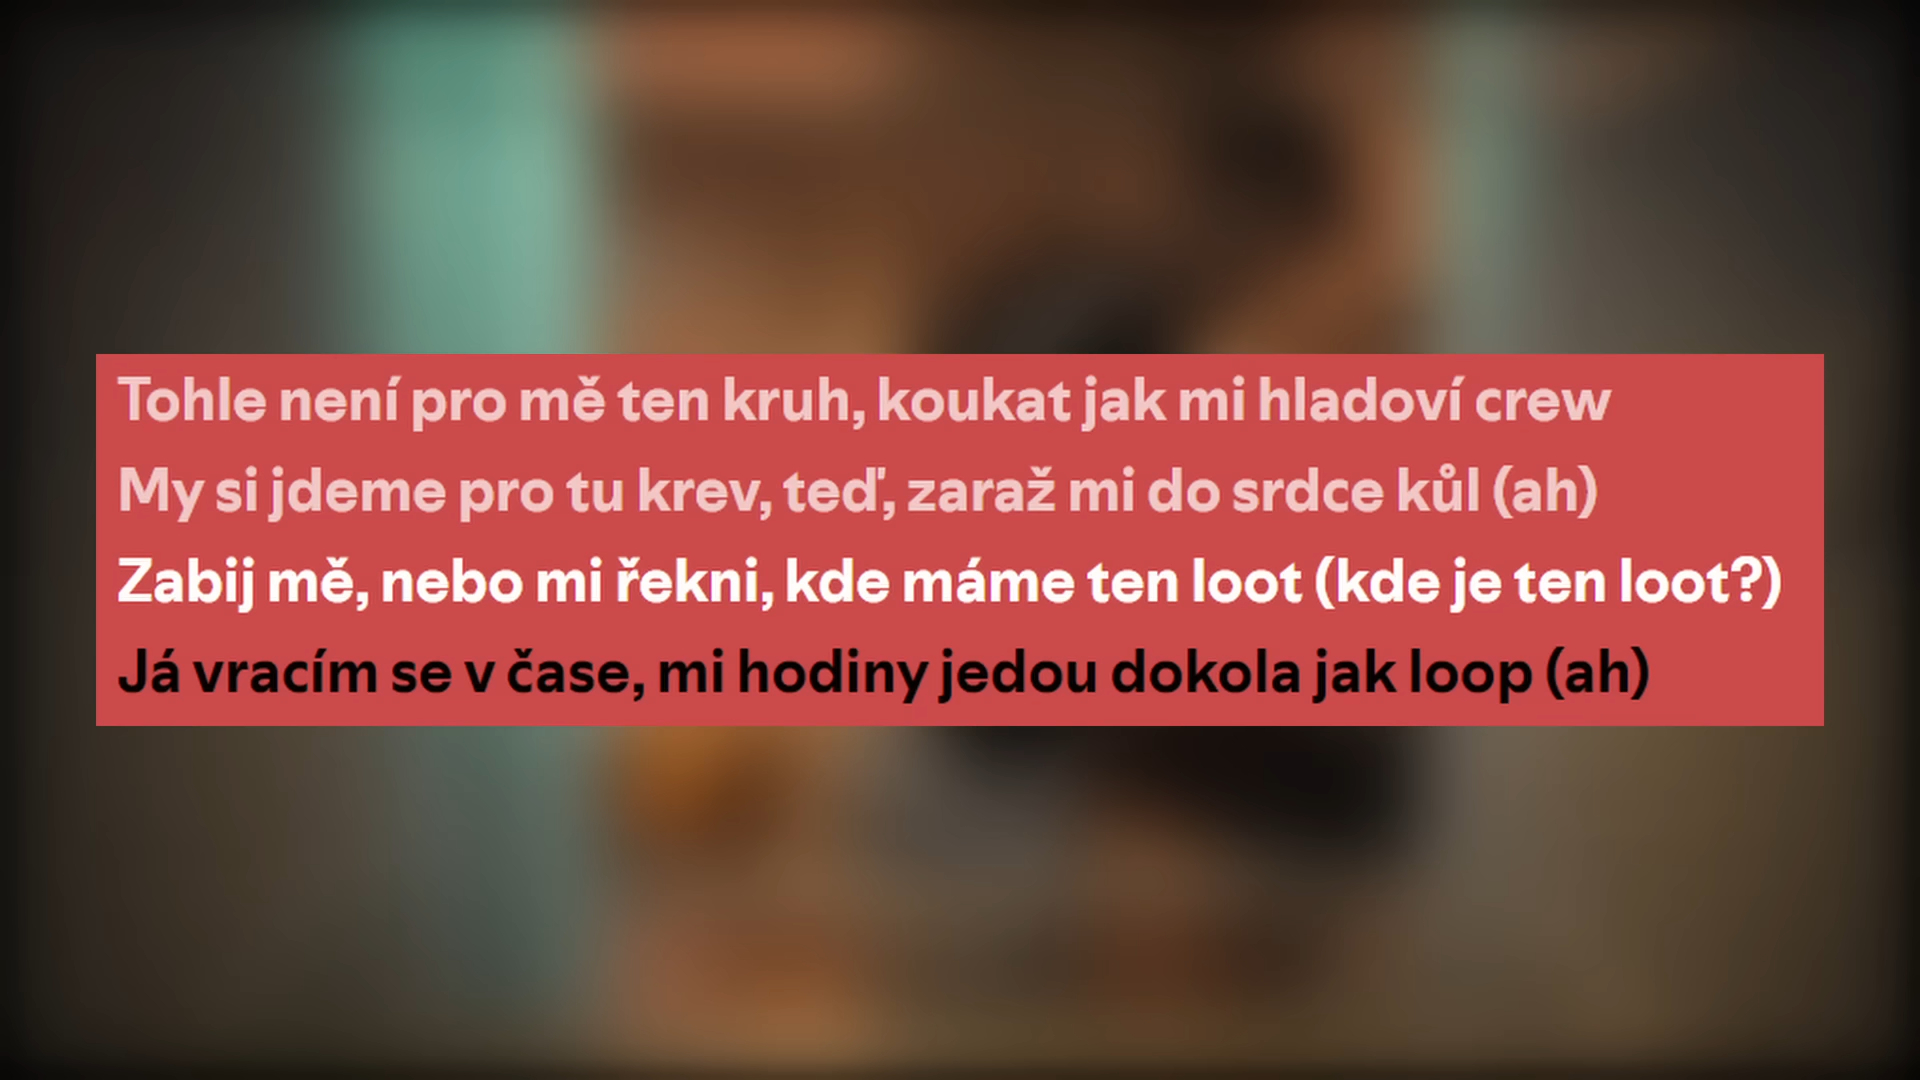 Tohle není pro mě ten kruh, koukat jak mi hladoví crew
My si jdeme pro tu krev, teď, zaraž mi do srdce kůl (ah)
Zabij mě, nebo mi řekni, kde máme ten loot (kde je ten loot?)
Já vracím se v čase, mi hodiny jedou dokola jak loop (ah)